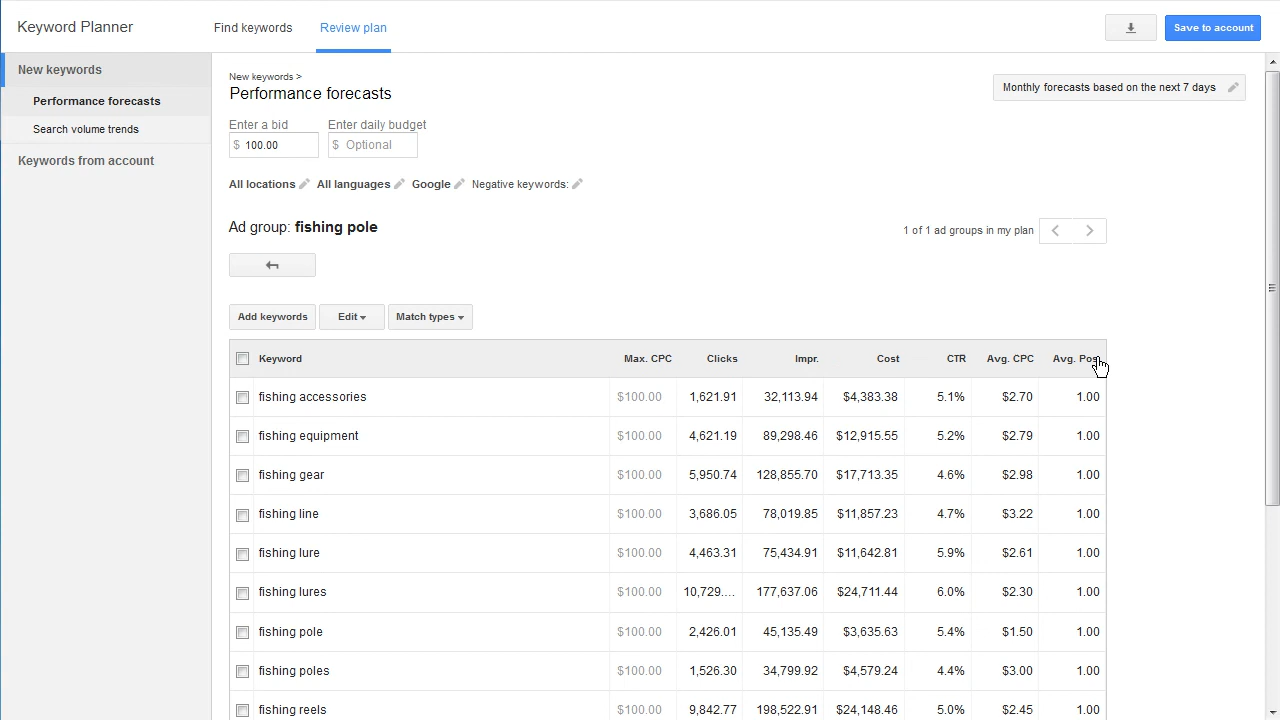 Keyword Planner Find keywords Review plan Save to account
New keywords
Performance forecasts
Search volume trends
Keywords from account
New keywords >
Performance forecasts
Monthly forecasts based on the next 7 days
Enter a bid Enter daily budget
$ 100.00 $ Optional
All locations All languages Google Negative keywords:
Ad group: fishing pole
1 of 1 ad groups in my plan
Add keywords Edit Match types
Keyword Max. CPC Clicks Impr. Cost CTR Avg. CPC Avg. Pos
fishing accessories $100.00 1,621.91 32,113.94 $4,383.38 5.1% $2.70 1.00
fishing equipment $100.00 4,621.19 89,298.46 $12,915.55 5.2% $2.79 1.00
fishing gear $100.00 5,950.74 128,855.70 $17,713.35 4.6% $2.98 1.00
fishing line $100.00 3,686.05 78,019.85 $11,857.23 4.7% $3.22 1.00
fishing lure $100.00 4,463.31 75,434.91 $11,642.81 5.9% $2.61 1.00
fishing lures $100.00 10,729.... 177,637.06 $24,711.44 6.0% $2.30 1.00
fishing pole $100.00 2,426.01 45,135.49 $3,635.63 5.4% $1.50 1.00
fishing poles $100.00 1,526.30 34,799.92 $4,579.24 4.4% $3.00 1.00
fishing reels $100.00 9,842.77 198,522.91 $24,148.46 5.0% $2.45 1.00